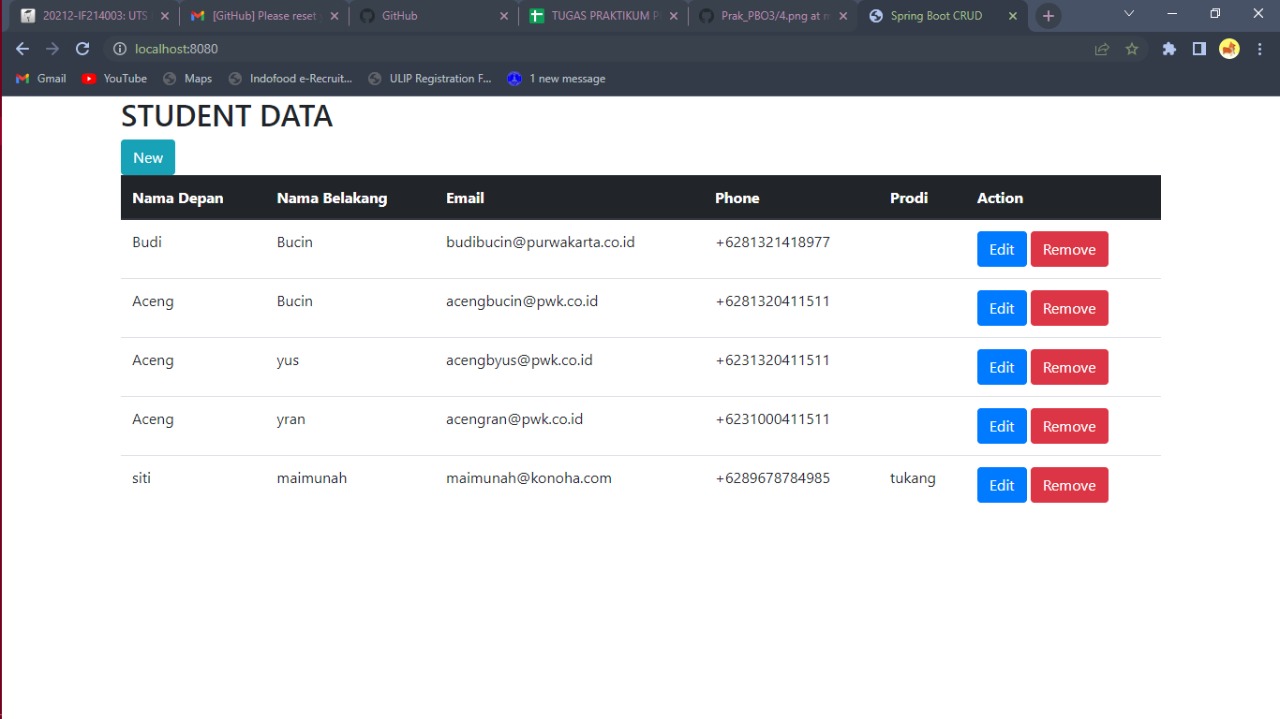 20212-IF214003: UTS
[GitHub] Please reset
GitHub
TUGAS PRAKTIKUM P
Prak_PBO3/4.png at m
Spring Boot CRUD
localhost:8080
Gmail YouTube Maps Indofood e-Recruit... ULIP Registration F... 1 new message
STUDENT DATA
New
Nama Depan Nama Belakang Email Phone Prodi Action
Budi Bucin budibucin@purwakarta.co.id +6281321418977 Edit Remove
Aceng Bucin acengbucin@pwk.co.id +6281320411511 Edit Remove
Aceng yus acengbyus@pwk.co.id +6231320411511 Edit Remove
Aceng yran acengran@pwk.co.id +6231000411511 Edit Remove
siti maimunah maimunah@konoha.com +6289678784985 tukang Edit Remove